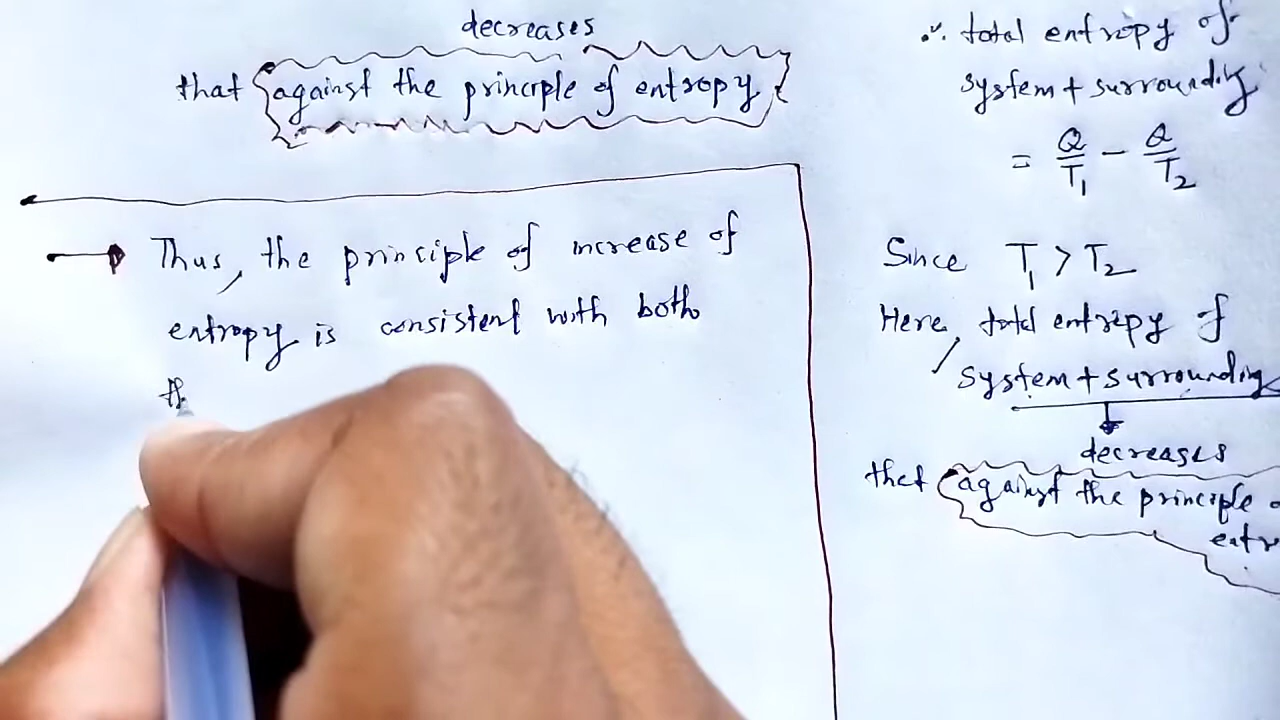 decreases
that against the principle of entropy
Thus, the principle of increase of
entropy is consistent with both
th
∴ total entropy of
system + surrounding
= Q/T₁ - Q/T₂
Since T₁ > T₂
Here, total entropy of
system + surrounding
decreases
that against the principle o
entr